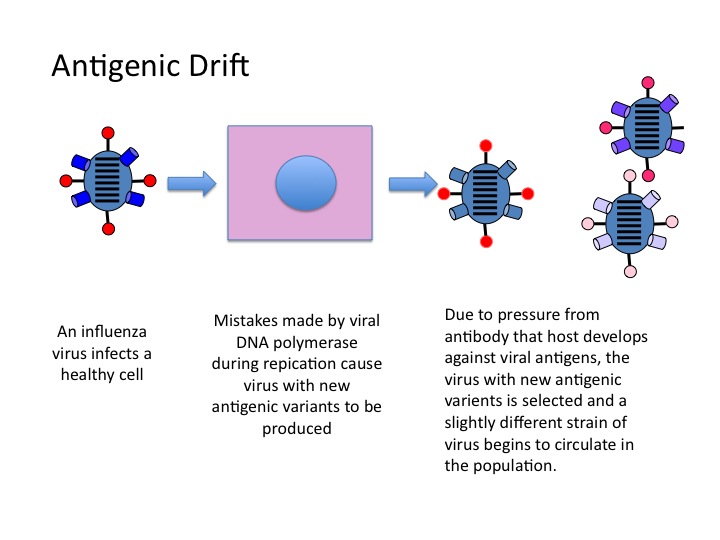 Antigenic Drift
An influenza
virus infects a
healthy cell
Mistakes made by viral
DNA polymerase
during repication cause
virus with new
antigenic variants to be
produced
Due to pressure from
antibody that host develops
against viral antigens, the
virus with new antigenic
varients is selected and a
slightly different strain of
virus begins to circulate in
the population.